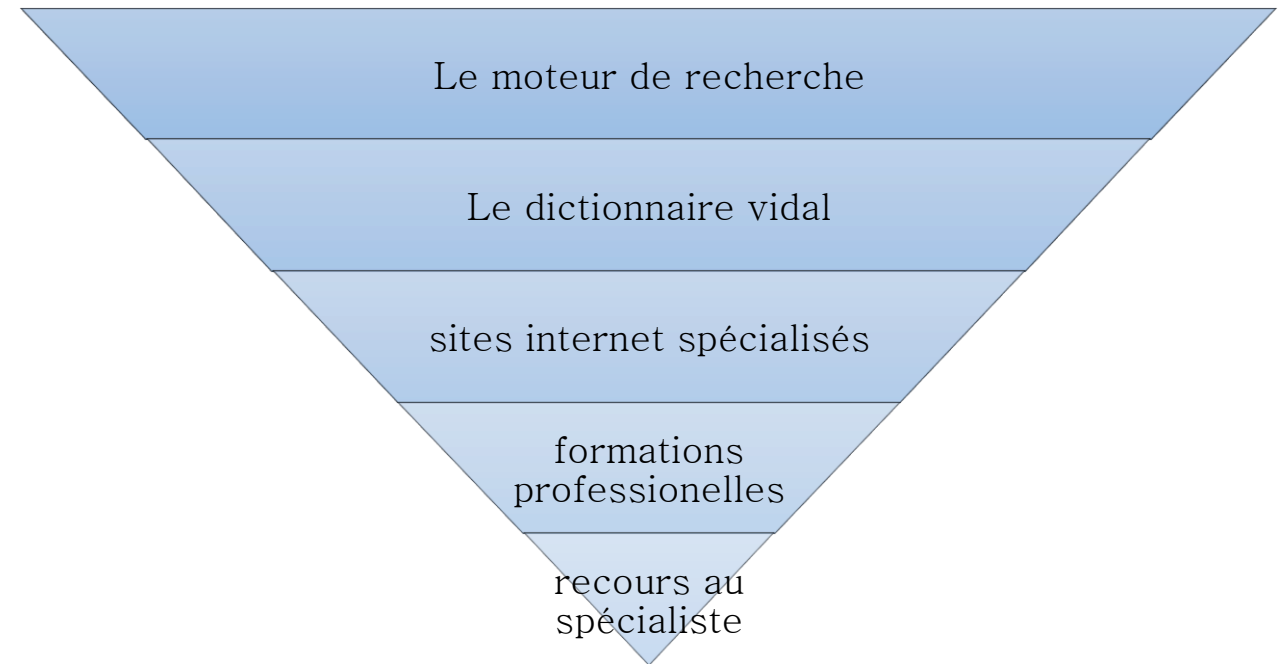 Le moteur de recherche
Le dictionnaire vidal
sites internet spécialisés
formations
professionelles
recours au
spécialiste